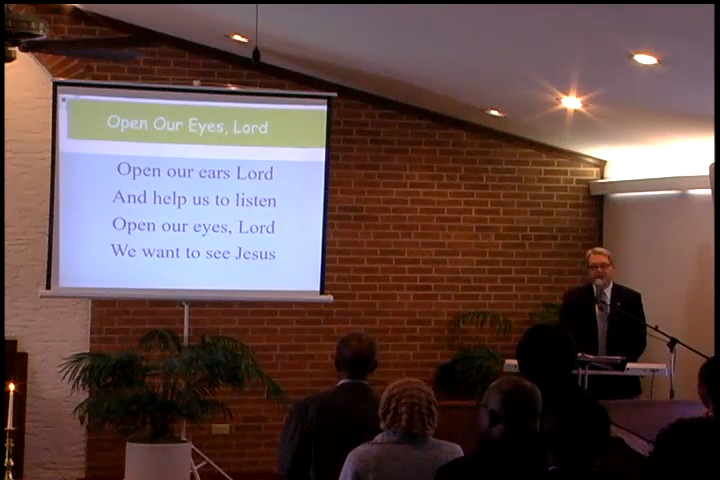 Open Our Eyes, Lord
Open our ears Lord
And help us to listen
Open our eyes, Lord
We want to see Jesus